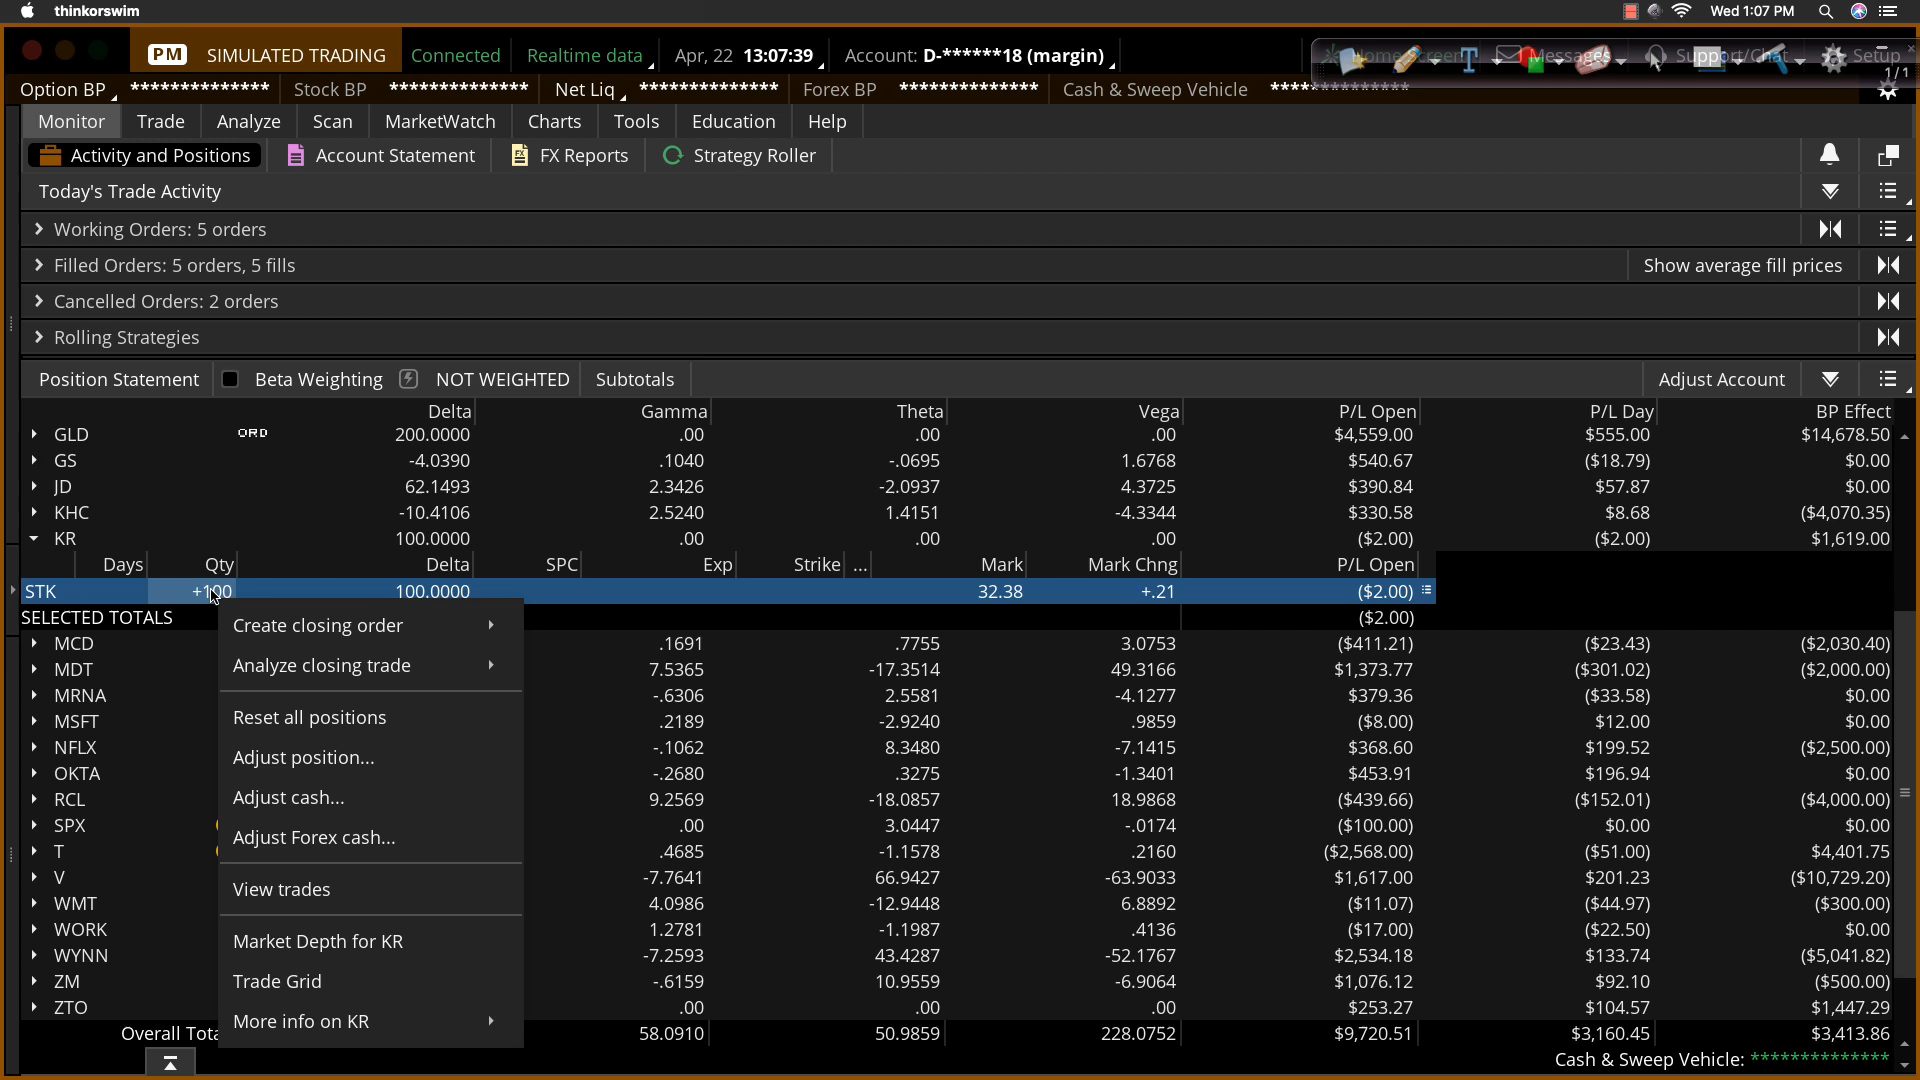 thinkorswim Wed 1:07 PM
PM SIMULATED TRADING Connected Realtime data Apr, 22 13:07:39 Account: D-******18 (margin) Home Screen Messages Support/Chat Setup
1/1
Option BP ************** Stock BP ************** Net Liq ************** Forex BP ************** Cash & Sweep Vehicle **************
Monitor Trade Analyze Scan MarketWatch Charts Tools Education Help
Activity and Positions Account Statement FX Reports Strategy Roller
Today's Trade Activity
Working Orders: 5 orders
Filled Orders: 5 orders, 5 fills Show average fill prices
Cancelled Orders: 2 orders
Rolling Strategies
Position Statement Beta Weighting NOT WEIGHTED Subtotals Adjust Account
Delta Gamma Theta Vega P/L Open P/L Day BP Effect
GLD ORD 200.0000 .00 .00 .00 $4,559.00 $555.00 $14,678.50
GS -4.0390 .1040 -.0695 1.6768 $540.67 ($18.79) $0.00
JD 62.1493 2.3426 -2.0937 4.3725 $390.84 $57.87 $0.00
KHC -10.4106 2.5240 1.4151 -4.3344 $330.58 $8.68 ($4,070.35)
KR 100.0000 .00 .00 .00 ($2.00) ($2.00) $1,619.00
Days Qty Delta SPC Exp Strike ... Mark Mark Chng P/L Open
STK +100 100.0000 32.38 +.21 ($2.00)
SELECTED TOTALS ($2.00)
Create closing order
Analyze closing trade
Reset all positions
Adjust position...
Adjust cash...
Adjust Forex cash...
View trades
Market Depth for KR
Trade Grid
More info on KR
MCD .1691 .7755 3.0753 ($411.21) ($23.43) ($2,030.40)
MDT 7.5365 -17.3514 49.3166 $1,373.77 ($301.02) ($2,000.00)
MRNA -.6306 2.5581 -4.1277 $379.36 ($33.58) $0.00
MSFT .2189 -2.9240 .9859 ($8.00) $12.00 $0.00
NFLX -.1062 8.3480 -7.1415 $368.60 $199.52 ($2,500.00)
OKTA -.2680 .3275 -1.3401 $453.91 $196.94 $0.00
RCL 9.2569 -18.0857 18.9868 ($439.66) ($152.01) ($4,000.00)
SPX .00 3.0447 -.0174 ($100.00) $0.00 $0.00
T .4685 -1.1578 .2160 ($2,568.00) ($51.00) $4,401.75
V -7.7641 66.9427 -63.9033 $1,617.00 $201.23 ($10,729.20)
WMT 4.0986 -12.9448 6.8892 ($11.07) ($44.97) ($300.00)
WORK 1.2781 -1.1987 .4136 ($17.00) ($22.50) $0.00
WYNN -7.2593 43.4287 -52.1767 $2,534.18 $133.74 ($5,041.82)
ZM -.6159 10.9559 -6.9064 $1,076.12 $92.10 ($500.00)
ZTO .00 .00 .00 $253.27 $104.57 $1,447.29
Overall Tota 58.0910 50.9859 228.0752 $9,720.51 $3,160.45 $3,413.86
Cash & Sweep Vehicle: **************